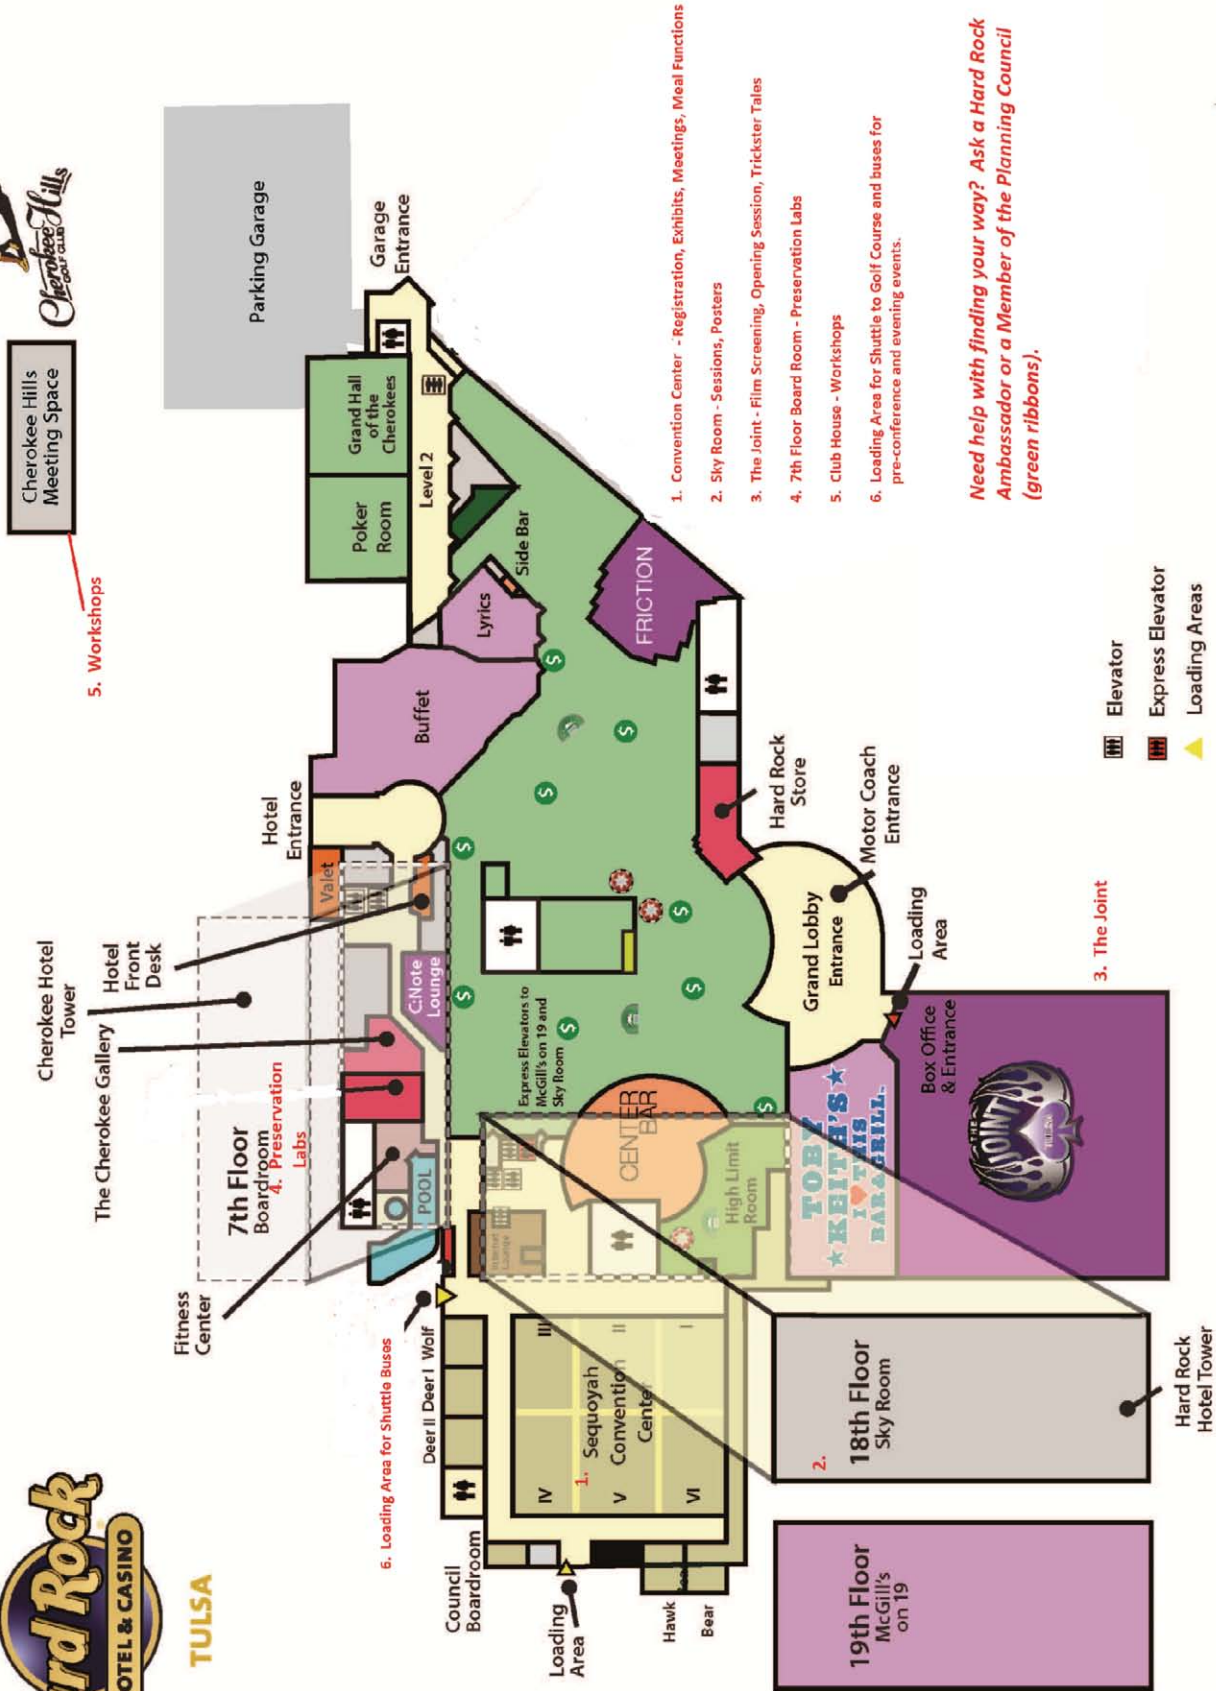 Hard Rock
HOTEL & CASINO
TULSA
Cherokee Hills
Meeting Space
Cherokee Hills
GOLF CLUB
5. Workshops
Parking Garage
Garage
Entrance
Grand Hall
of the
Cherokees
Poker
Room
Level 2
Side Bar
Lyrics
Buffet
FRICTION
Hotel
Entrance
Valet
Cherokee Hotel
Tower
Hotel
Front
Desk
The Cherokee Gallery
C:Note
Lounge
7th Floor
Boardroom
4. Preservation
Labs
Fitness
Center
POOL
6. Loading Area for Shuttle Buses
Express Elevators to
McGill's on 19 and
Sky Room
CENTER
BAR
High Limit
Room
Internet
Lounge
Hard Rock
Store
Motor Coach
Entrance
Grand Lobby
Entrance
Loading
Area
Box Office
& Entrance
3. The Joint
THE
JOINT
TULSA
TOBY
KEITH'S
I THIS
BAR & GRILL
Deer II Deer I Wolf
Council
Boardroom
Loading
Area
Hawk
Bear
III
II
I
IV
V
VI
1. Sequoyah
Convention
Center
2.
18th Floor
Sky Room
Hard Rock
Hotel Tower
19th Floor
McGill's
on 19
1. Convention Center - Registration, Exhibits, Meetings, Meal Functions
2. Sky Room - Sessions, Posters
3. The Joint - Film Screening, Opening Session, Trickster Tales
4. 7th Floor Board Room - Preservation Labs
5. Club House - Workshops
6. Loading Area for Shuttle to Golf Course and buses for
pre-conference and evening events.
Need help with finding your way? Ask a Hard Rock
Ambassador or a Member of the Planning Council
(green ribbons).
Elevator
Express Elevator
Loading Areas